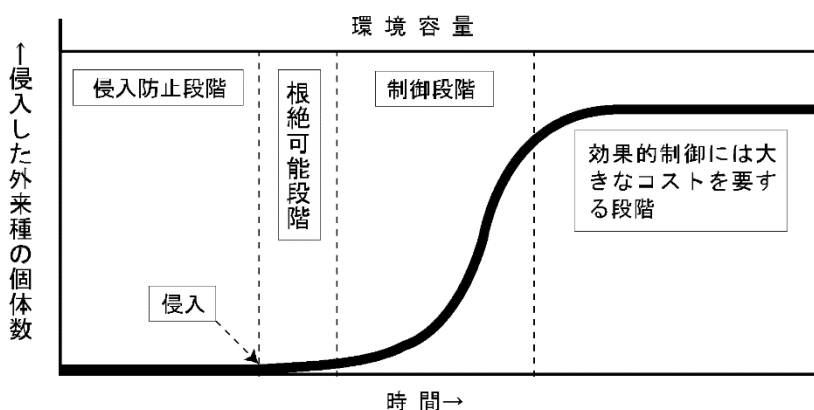 環境容量
↑侵入した外来種の個体数
侵入防止段階
根絶可能段階
制御段階
効果的制御には大
きなコストを要す
る段階
侵入
時間→